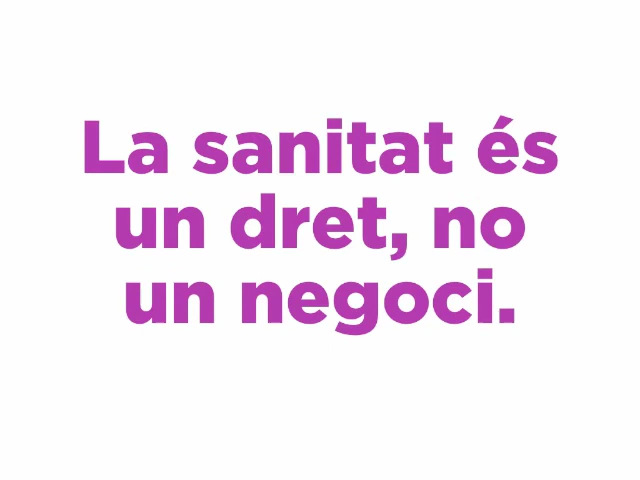 La sanitat és
un dret, no
un negoci.